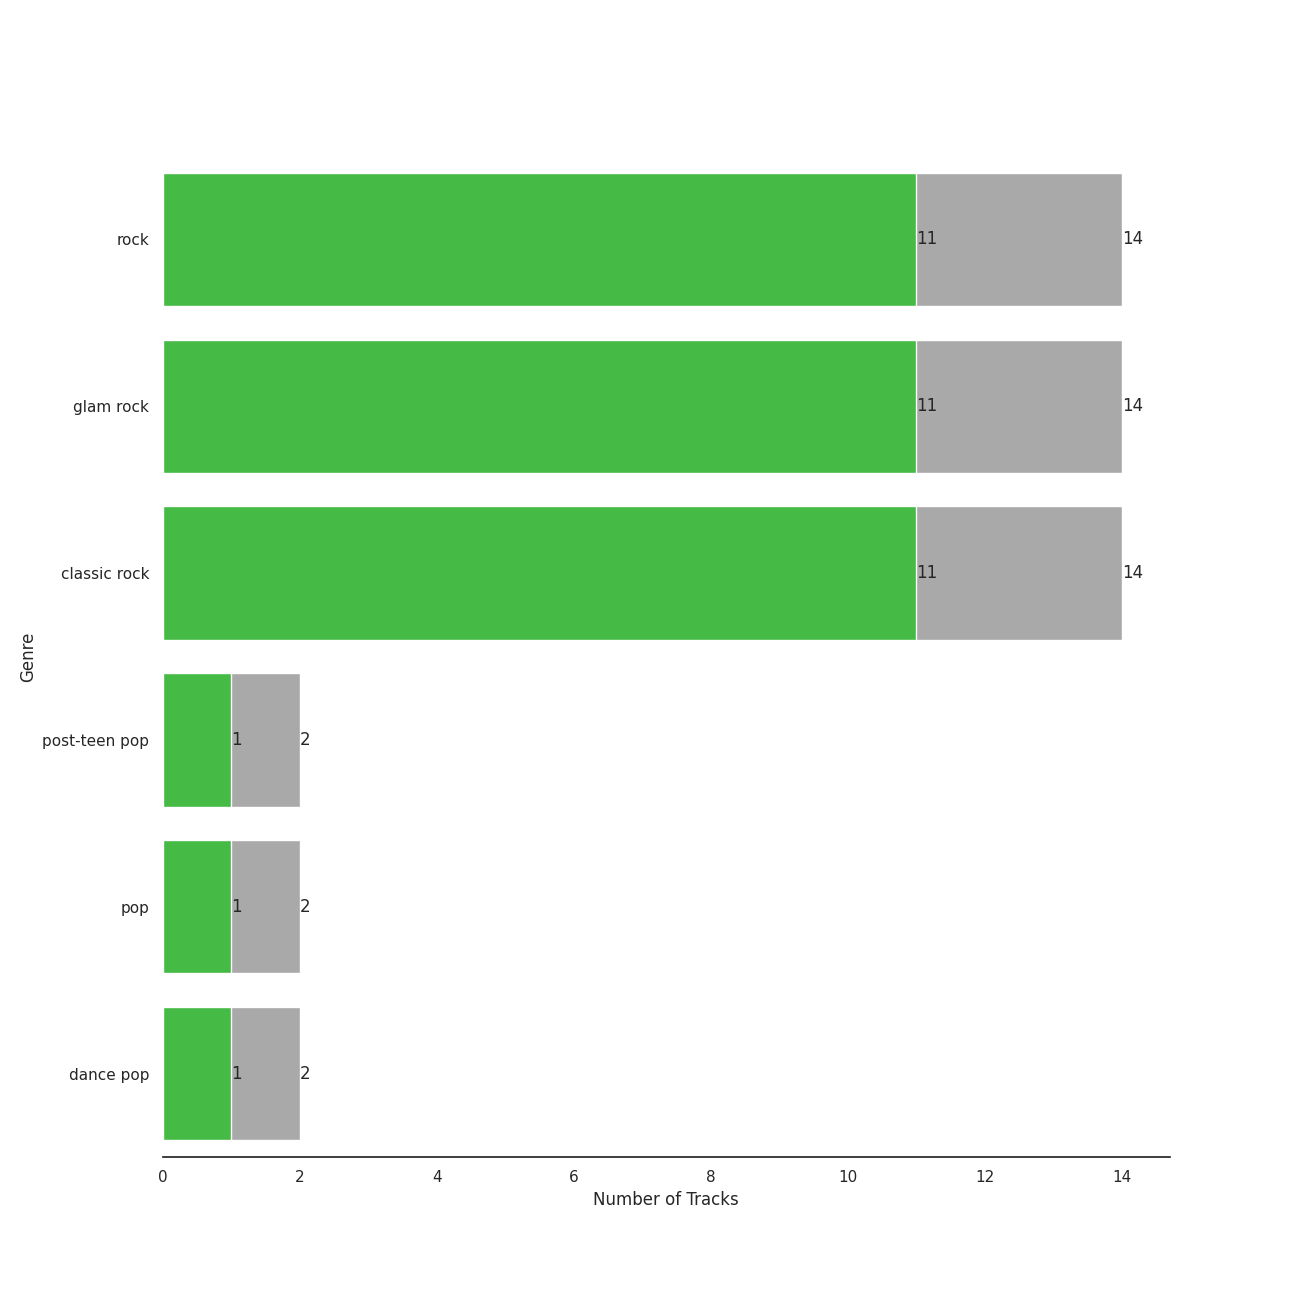 rock 11 14
glam rock 11 14
classic rock 11 14
Genre
post-teen pop 1 2
pop 1 2
dance pop 1 2
0 2 4 6 8 10 12 14
Number of Tracks